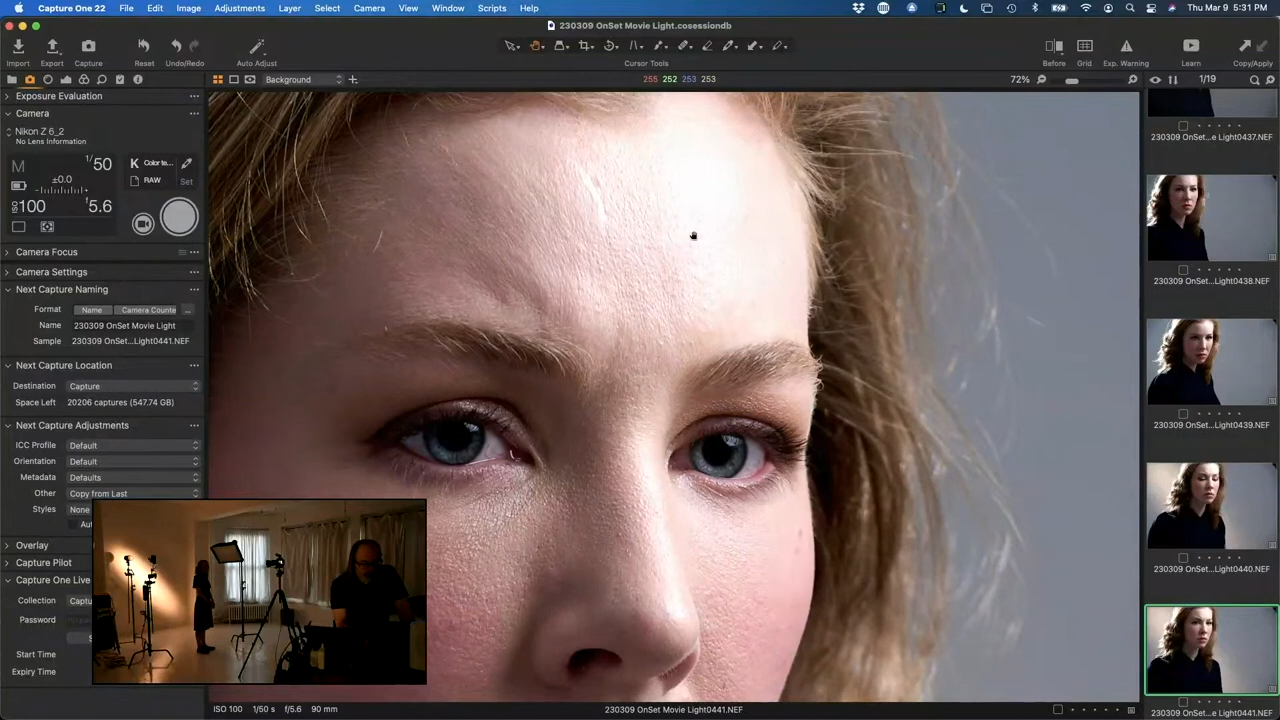 Capture One 22 File Edit Image Adjustments Layer Select Camera View Window Scripts Help Thu Mar 9 5:31 PM
230309 OnSet Movie Light.cosessiondb
Import Export Capture Reset Undo/Redo Auto Adjust Cursor Tools Before Grid Exp. Warning Learn Copy/Apply
Background 255 252 253 253 72% 1/19
Exposure Evaluation
Camera
Nikon Z 6_2
No Lens Information
M 1/50 K Color te...
±0.0 RAW Set
ISO 100 f5.6
Camera Focus
Camera Settings
Next Capture Naming
Format Name Camera Counte ...
Name 230309 OnSet Movie Light
Sample 230309 OnSet...Light0441.NEF
Next Capture Location
Destination Capture
Space Left 20206 captures (547.74 GB)
Next Capture Adjustments
ICC Profile Default
Orientation Default
Metadata Defaults
Other Copy from Last
Styles None
Overlay
Capture Pilot
Capture One Live
Collection
Password
Start Time
Expiry Time
ISO 100 1/50 s f/5.6 90 mm 230309 OnSet Movie Light0441.NEF
230309 OnSet...e Light0437.NEF
230309 OnSet...Light0438.NEF
230309 OnSet...Light0439.NEF
230309 OnSet...Light0440.NEF
230309 OnSet...e Light0441.NEF